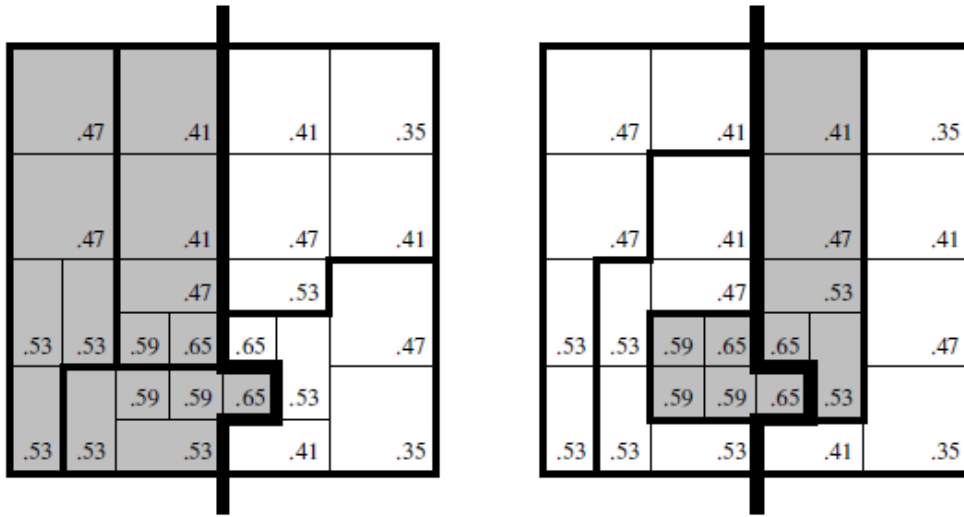 .47 .41 .41 .35 .47 .41 .41 .35
.47 .41 .47 .41 .47 .41 .47 .41
.47 .53 .47 .53
.53 .53 .59 .65 .65 .47 .53 .53 .59 .65 .65 .47
.59 .59 .65 .53 .59 .59 .65 .53
.53 .53 .53 .41 .35 .53 .53 .53 .41 .35